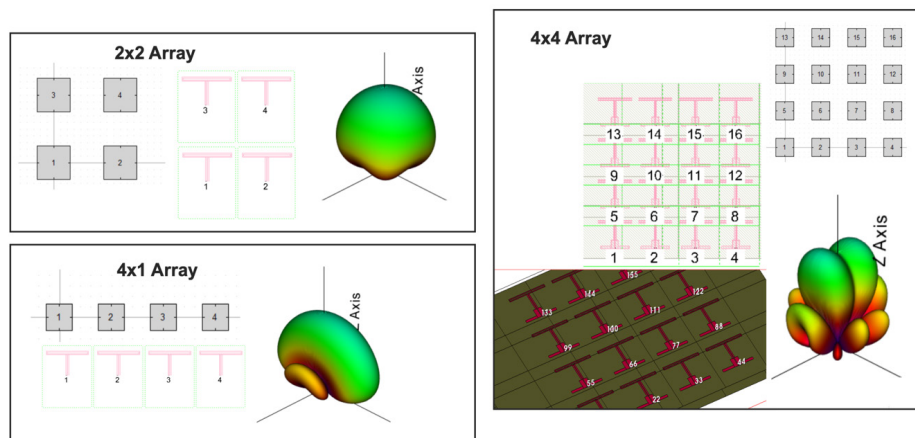 2x2 Array
3 4
1 2
3 4
1 2
Axis
4x1 Array
1 2 3 4
1 2 3 4
Axis
4x4 Array
13 14 15 16
9 10 11 12
5 6 7 8
1 2 3 4
13 14 15 16
9 10 11 12
5 6 7 8
1 2 3 4
155
144 122
133 111
100 88
99 77
66 44
55 33
22
Z Axis